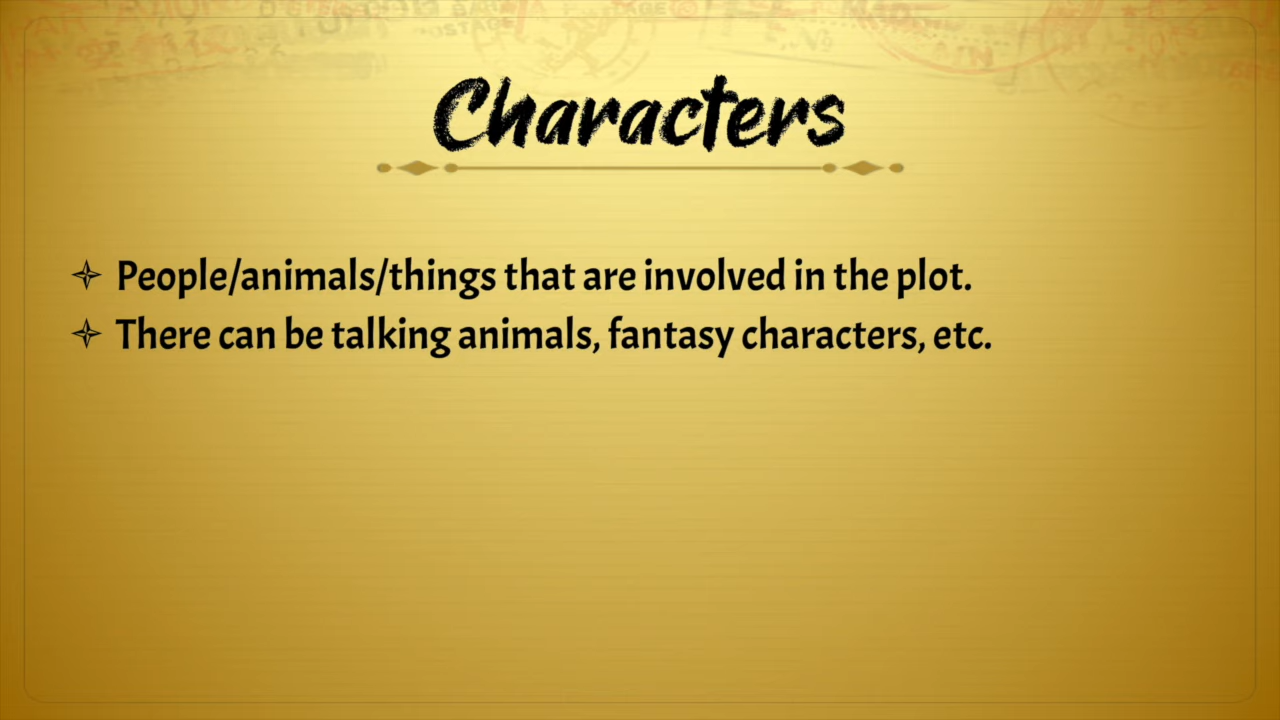 Characters
People/animals/things that are involved in the plot.
There can be talking animals, fantasy characters, etc.